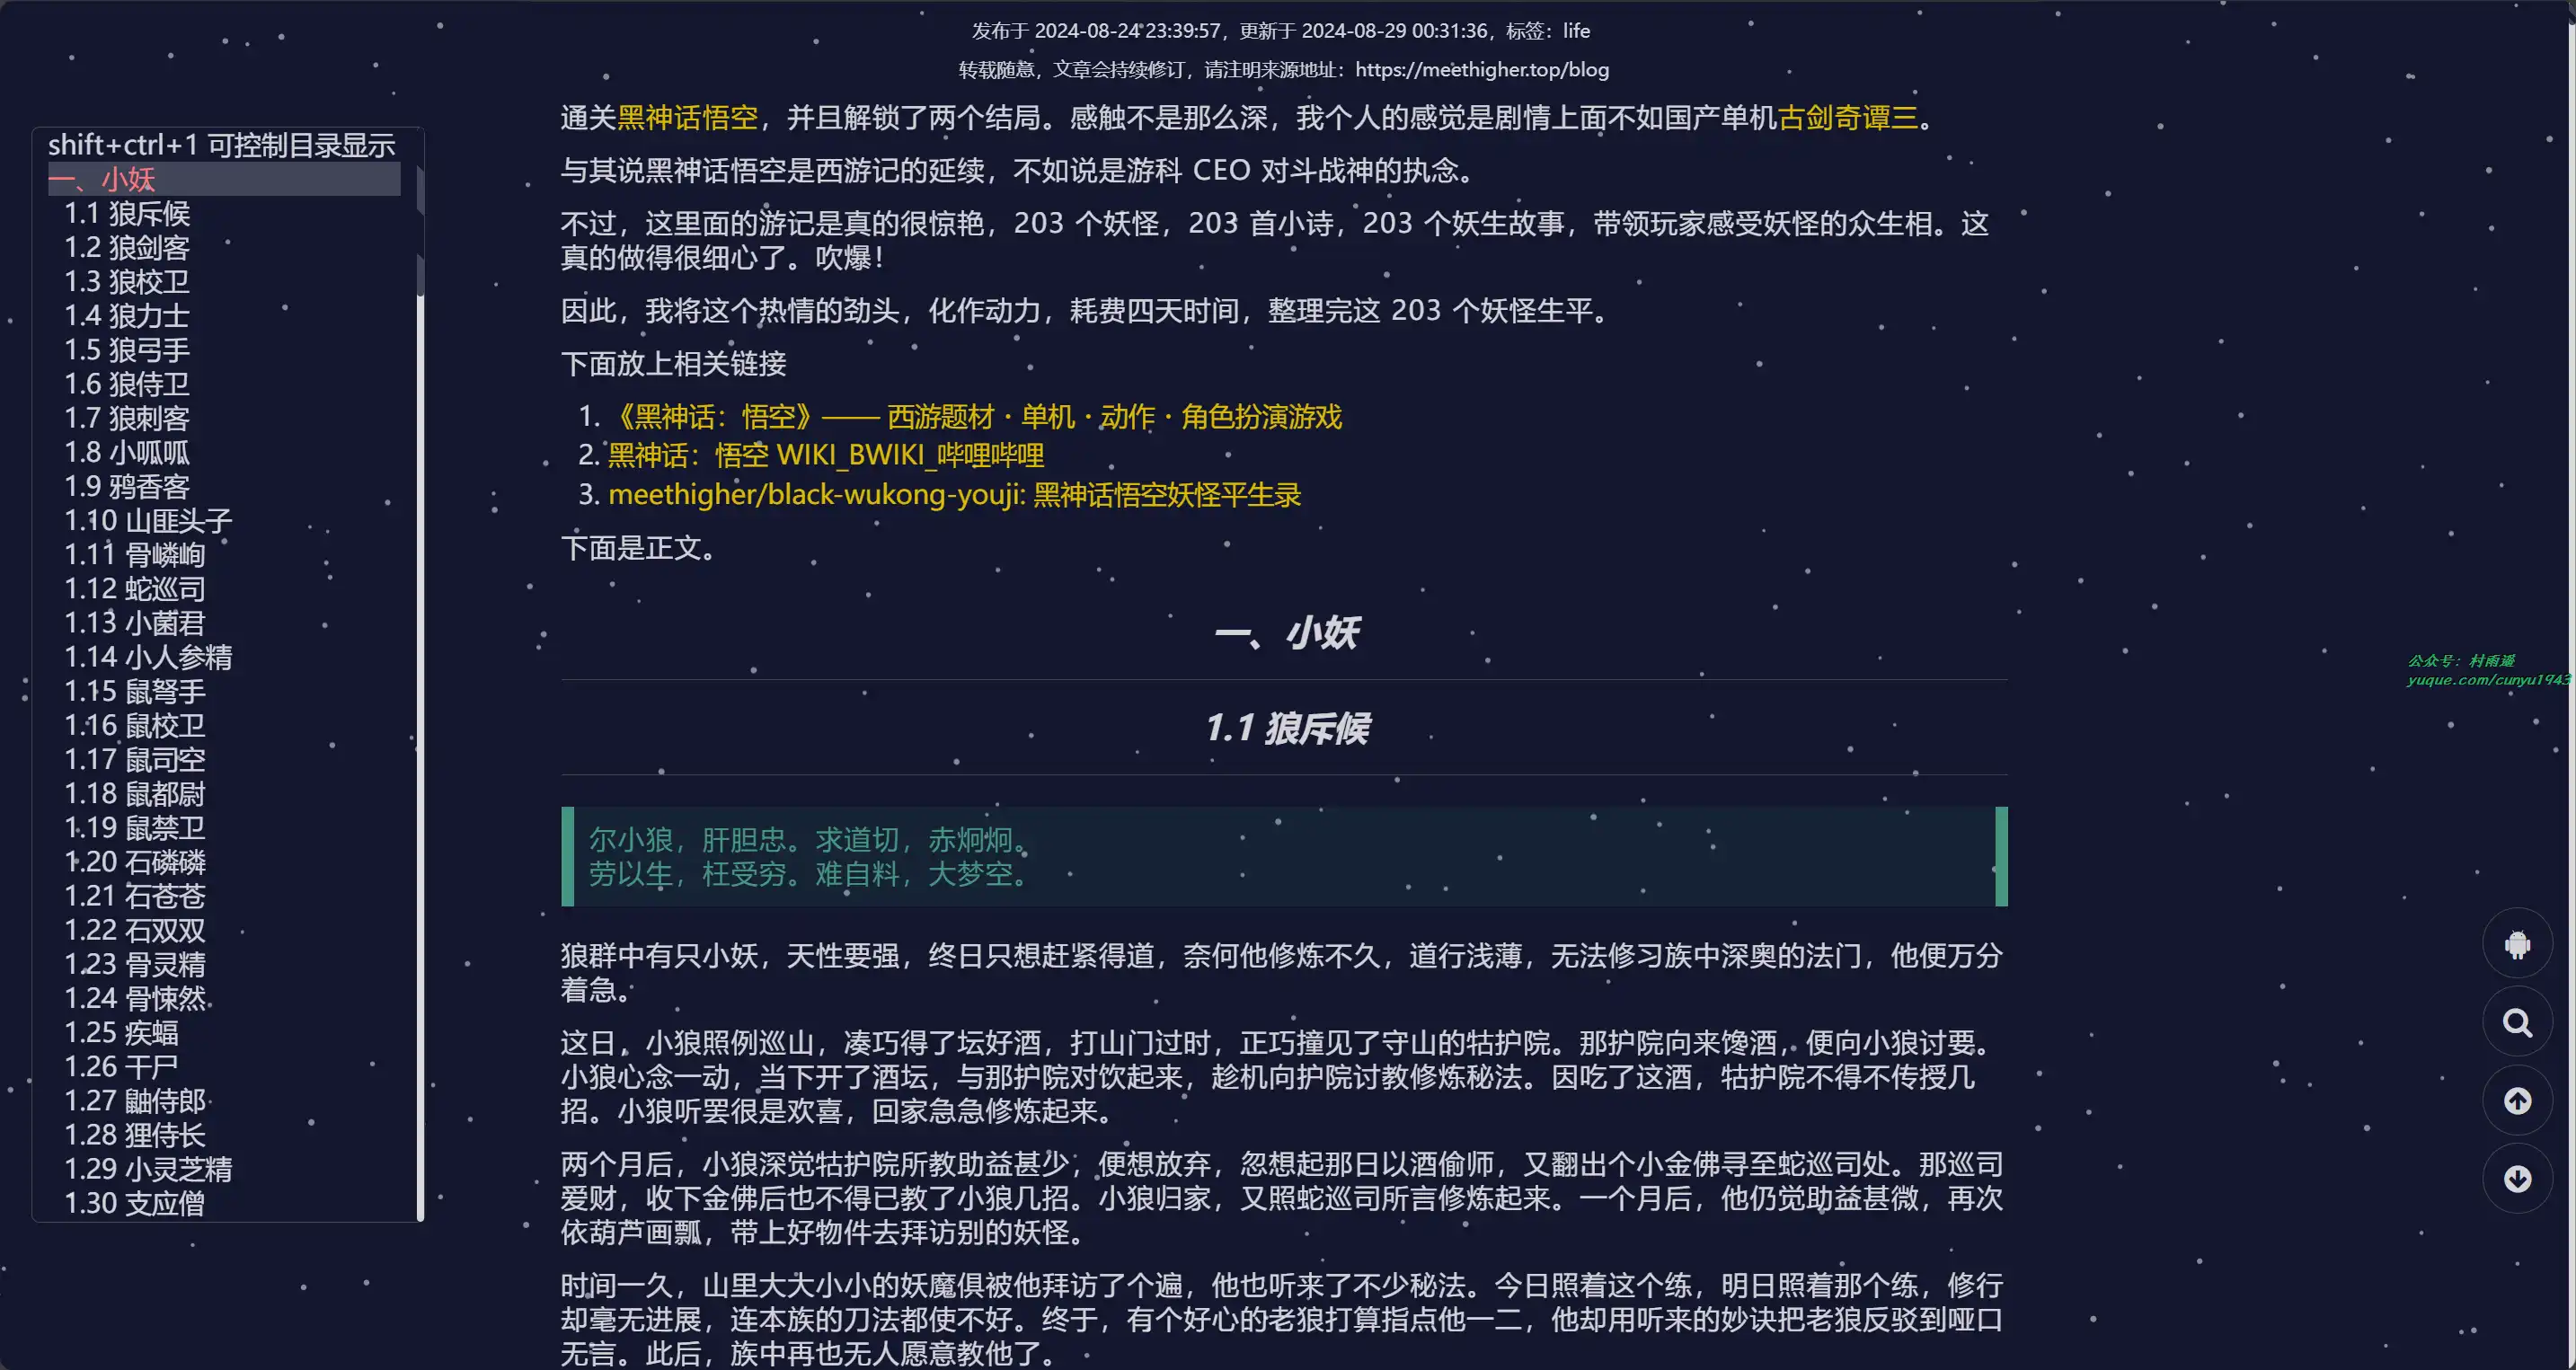 发布于 2024-08-24 23:39:57，更新于 2024-08-29 00:31:36，标签：life
转载随意，文章会持续修订，请注明来源地址：https://meethigher.top/blog
shift+ctrl+1 可控制目录显示
一、小妖
1.1 狼斥候
1.2 狼剑客
1.3 狼校卫
1.4 狼力士
1.5 狼弓手
1.6 狼侍卫
1.7 狼刺客
1.8 小呱呱
1.9 鸦香客
1.10 山匪头子
1.11 骨嶙峋
1.12 蛇巡司
1.13 小菌君
1.14 小人参精
1.15 鼠弩手
1.16 鼠校卫
1.17 鼠司空
1.18 鼠都尉
1.19 鼠禁卫
1.20 石磷磷
1.21 石苍苍
1.22 石双双
1.23 骨灵精
1.24 骨悚然
1.25 疾蝠
1.26 干尸
1.27 鼬侍郎
1.28 狸侍长
1.29 小灵芝精
1.30 支应僧
通关黑神话悟空，并且解锁了两个结局。感触不是那么深，我个人的感觉是剧情上面不如国产单机古剑奇谭三。
与其说黑神话悟空是西游记的延续，不如说是游科 CEO 对斗战神的执念。
不过，这里面的游记是真的很惊艳，203 个妖怪，203 首小诗，203 个妖生故事，带领玩家感受妖怪的众生相。这
真的做得很细心了。吹爆！
因此，我将这个热情的劲头，化作动力，耗费四天时间，整理完这 203 个妖怪生平。
下面放上相关链接
1. 《黑神话：悟空》—— 西游题材・单机・动作・角色扮演游戏
2. 黑神话：悟空 WIKI_BWIKI_哔哩哔哩
3. meethigher/black-wukong-youji: 黑神话悟空妖怪平生录
下面是正文。
一、小妖
1.1 狼斥候
尔小狼，肝胆忠。求道切，赤炯炯。
劳以生，枉受穷。难自料，大梦空。
狼群中有只小妖，天性要强，终日只想赶紧得道，奈何他修炼不久，道行浅薄，无法修习族中深奥的法门，他便万分
着急。
这日，小狼照例巡山，凑巧得了坛好酒，打山门过时，正巧撞见了守山的牯护院。那护院向来馋酒，便向小狼讨要。
小狼心念一动，当下开了酒坛，与那护院对饮起来，趁机向护院讨教修炼秘法。因吃了这酒，牯护院不得不传授几
招。小狼听罢很是欢喜，回家急急修炼起来。
两个月后，小狼深觉牯护院所教助益甚少，便想放弃，忽想起那日以酒偷师，又翻出个小金佛寻至蛇巡司处。那巡司
爱财，收下金佛后也不得已教了小狼几招。小狼归家，又照蛇巡司所言修炼起来。一个月后，他仍觉助益甚微，再次
依葫芦画瓢，带上好物件去拜访别的妖怪。
时间一久，山里大大小小的妖魔俱被他拜访了个遍，他也听来了不少秘法。今日照着这个练，明日照着那个练，修行
却毫无进展，连本族的刀法都使不好。终于，有个好心的老狼打算指点他一二，他却用听来的妙诀把老狼反驳到哑口
无言。此后，族中再也无人愿意教他了。
公众号：村雨遥
yuque.com/cunyu1943